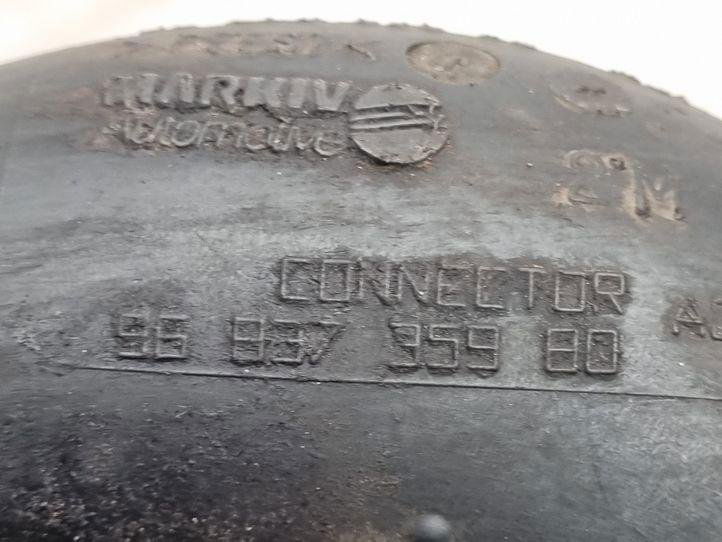 MARKIV
AUTOMOTIVE
M
CONNECTOR
96 837 359 80